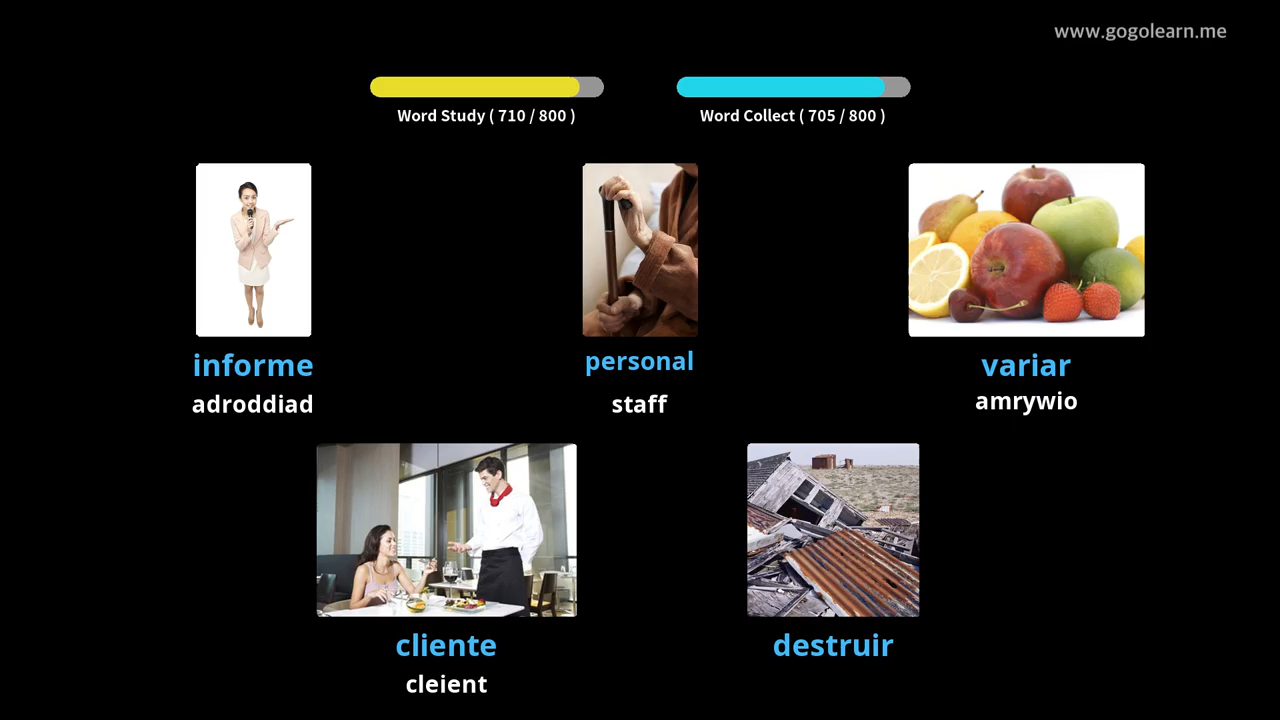 www.gogolearn.me
Word Study ( 710 / 800 )
Word Collect ( 705 / 800 )
informe
adroddiad
personal
staff
variar
amrywio
cliente
cleient
destruir